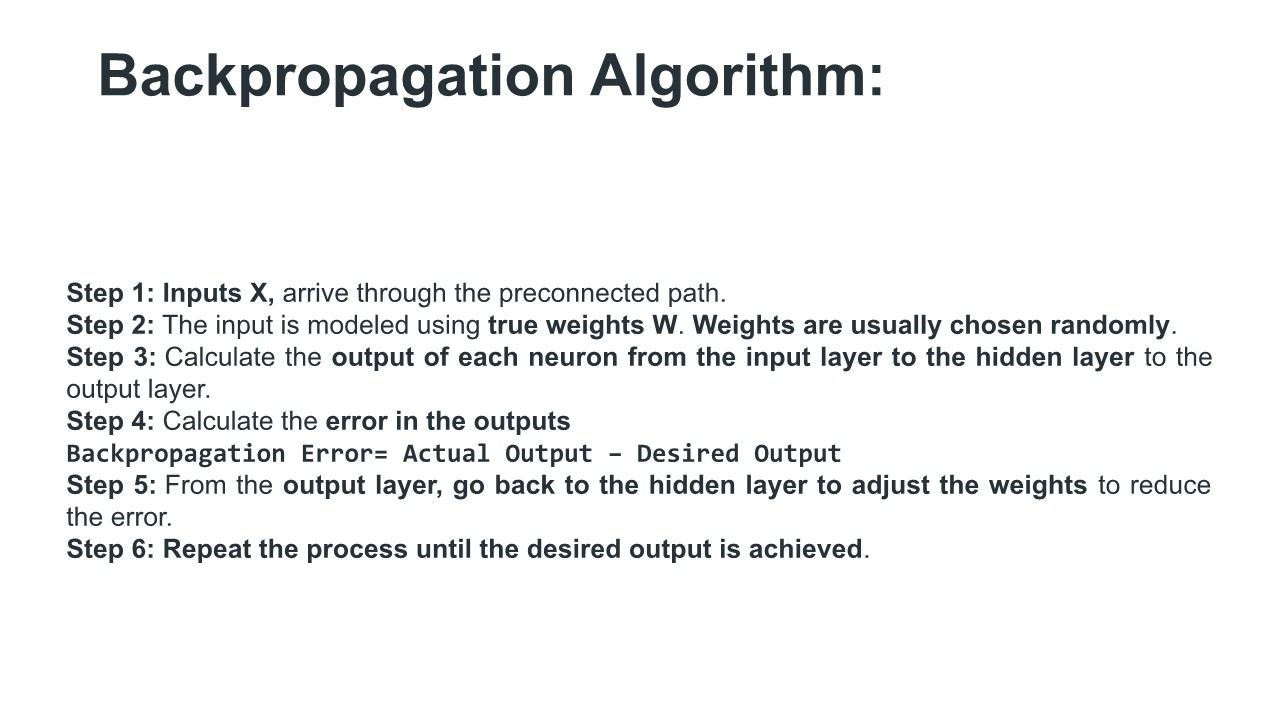 Backpropagation Algorithm:
Step 1: Inputs X, arrive through the preconnected path.
Step 2: The input is modeled using true weights W. Weights are usually chosen randomly.
Step 3: Calculate the output of each neuron from the input layer to the hidden layer to the
output layer.
Step 4: Calculate the error in the outputs
Backpropagation Error= Actual Output – Desired Output
Step 5: From the output layer, go back to the hidden layer to adjust the weights to reduce
the error.
Step 6: Repeat the process until the desired output is achieved.